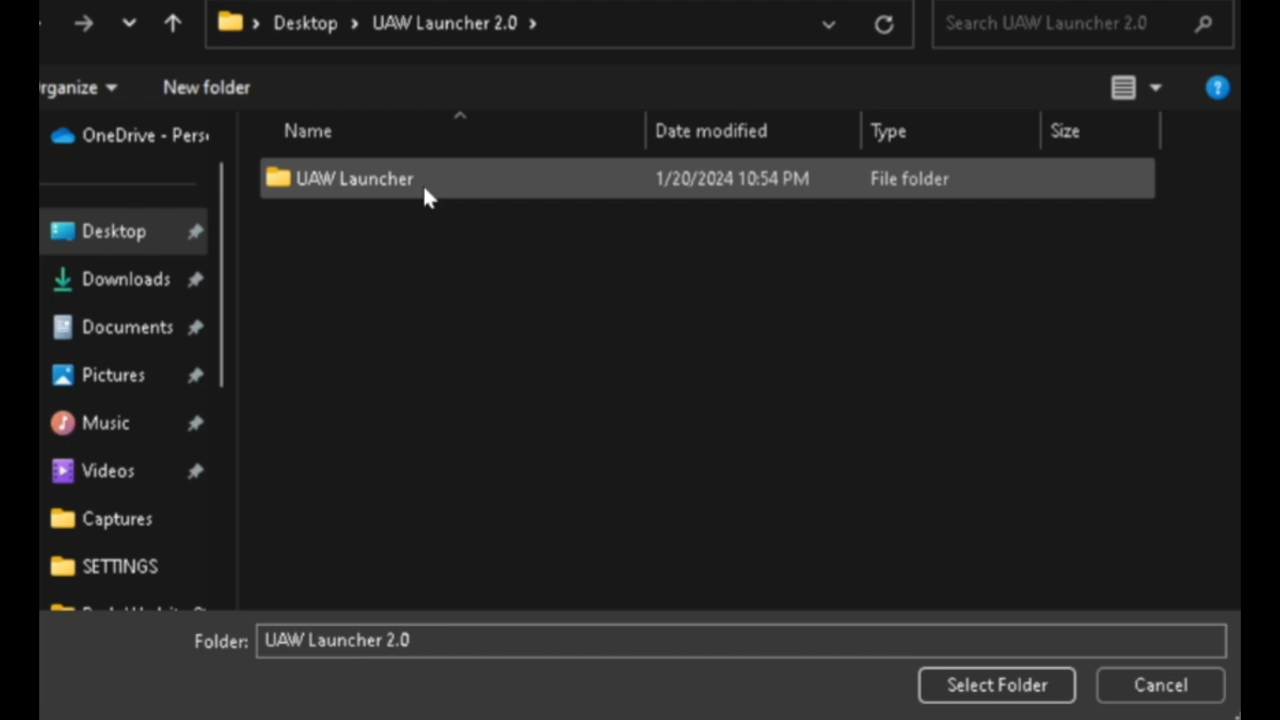 Desktop > UAW Launcher 2.0 >
Search UAW Launcher 2.0
rganize
New folder
Name
Date modified
Type
Size
UAW Launcher
1/20/2024 10:54 PM
File folder
OneDrive - Pers
Desktop
Downloads
Documents
Pictures
Music
Videos
Captures
SETTINGS
Folder:
UAW Launcher 2.0
Select Folder
Cancel